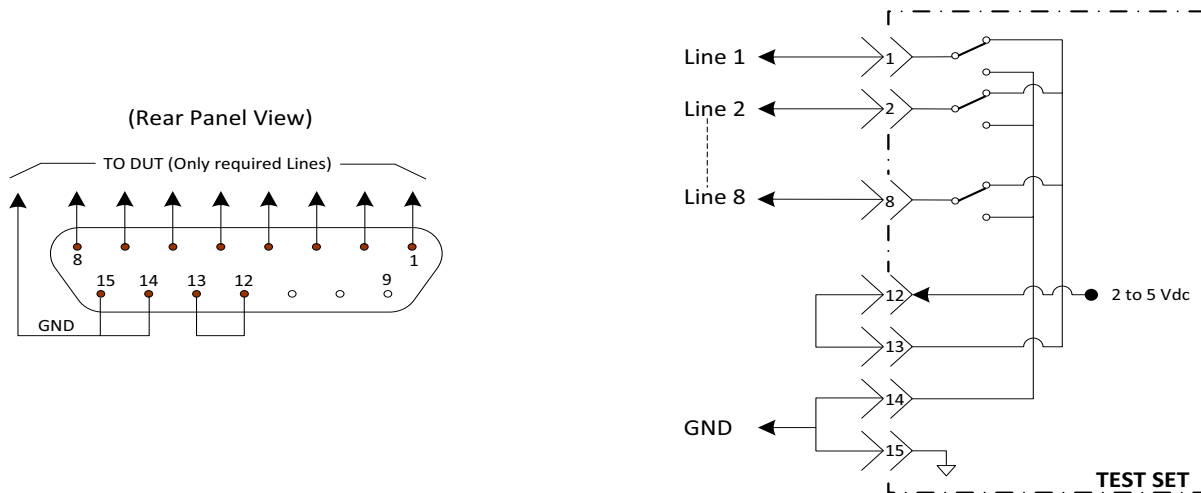 (Rear Panel View)
TO DUT (Only required Lines)
8
1
15
14
13
12
9
GND
Line 1
1
Line 2
2
Line 8
8
12
2 to 5 Vdc
13
14
GND
15
TEST SET